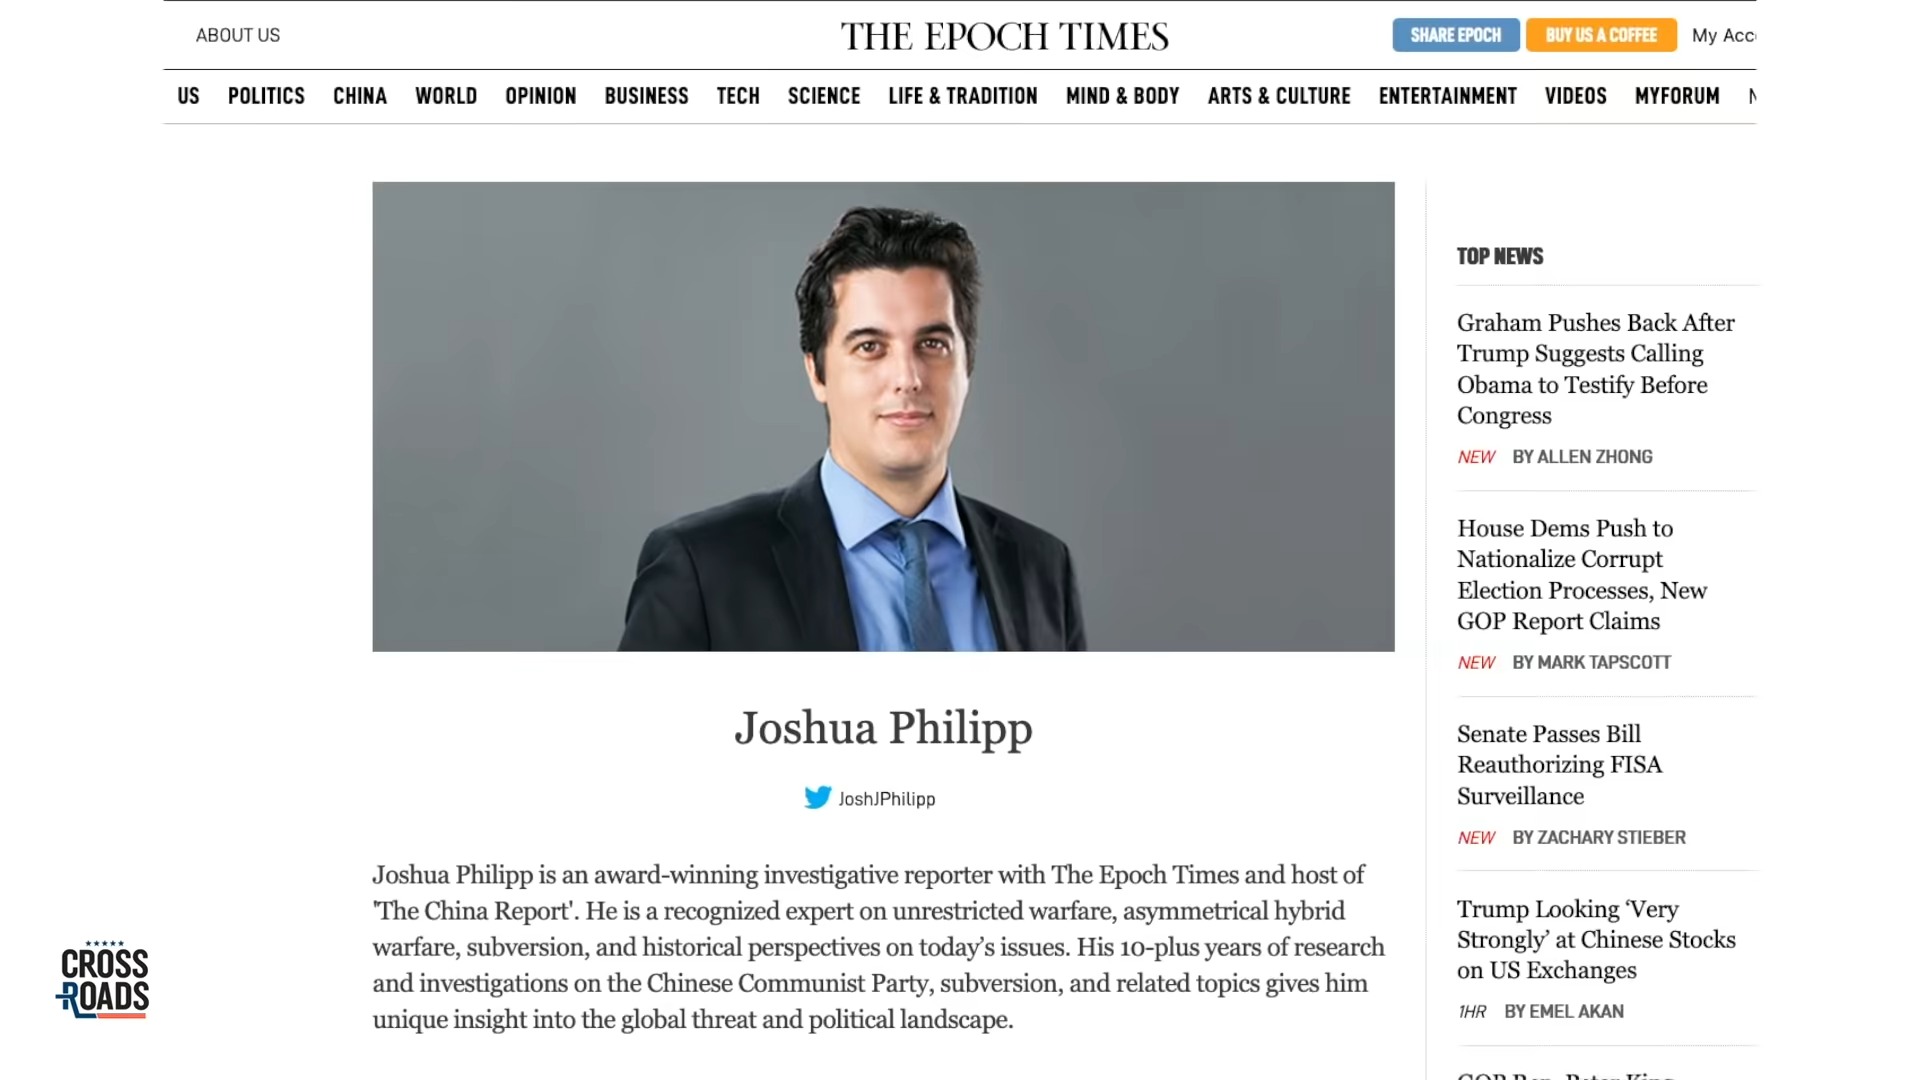 ABOUT US
THE EPOCH TIMES
SHARE EPOCH
BUY US A COFFEE
My Acc
US POLITICS CHINA WORLD OPINION BUSINESS TECH SCIENCE LIFE & TRADITION MIND & BODY ARTS & CULTURE ENTERTAINMENT VIDEOS MYFORUM
Joshua Philipp
JoshJPhilipp
Joshua Philipp is an award-winning investigative reporter with The Epoch Times and host of
'The China Report'. He is a recognized expert on unrestricted warfare, asymmetrical hybrid
warfare, subversion, and historical perspectives on today’s issues. His 10-plus years of research
and investigations on the Chinese Communist Party, subversion, and related topics gives him
unique insight into the global threat and political landscape.
TOP NEWS
Graham Pushes Back After
Trump Suggests Calling
Obama to Testify Before
Congress
NEW BY ALLEN ZHONG
House Dems Push to
Nationalize Corrupt
Election Processes, New
GOP Report Claims
NEW BY MARK TAPSCOTT
Senate Passes Bill
Reauthorizing FISA
Surveillance
NEW BY ZACHARY STIEBER
Trump Looking ‘Very
Strongly’ at Chinese Stocks
on US Exchanges
1HR BY EMEL AKAN
CROSS
ROADS